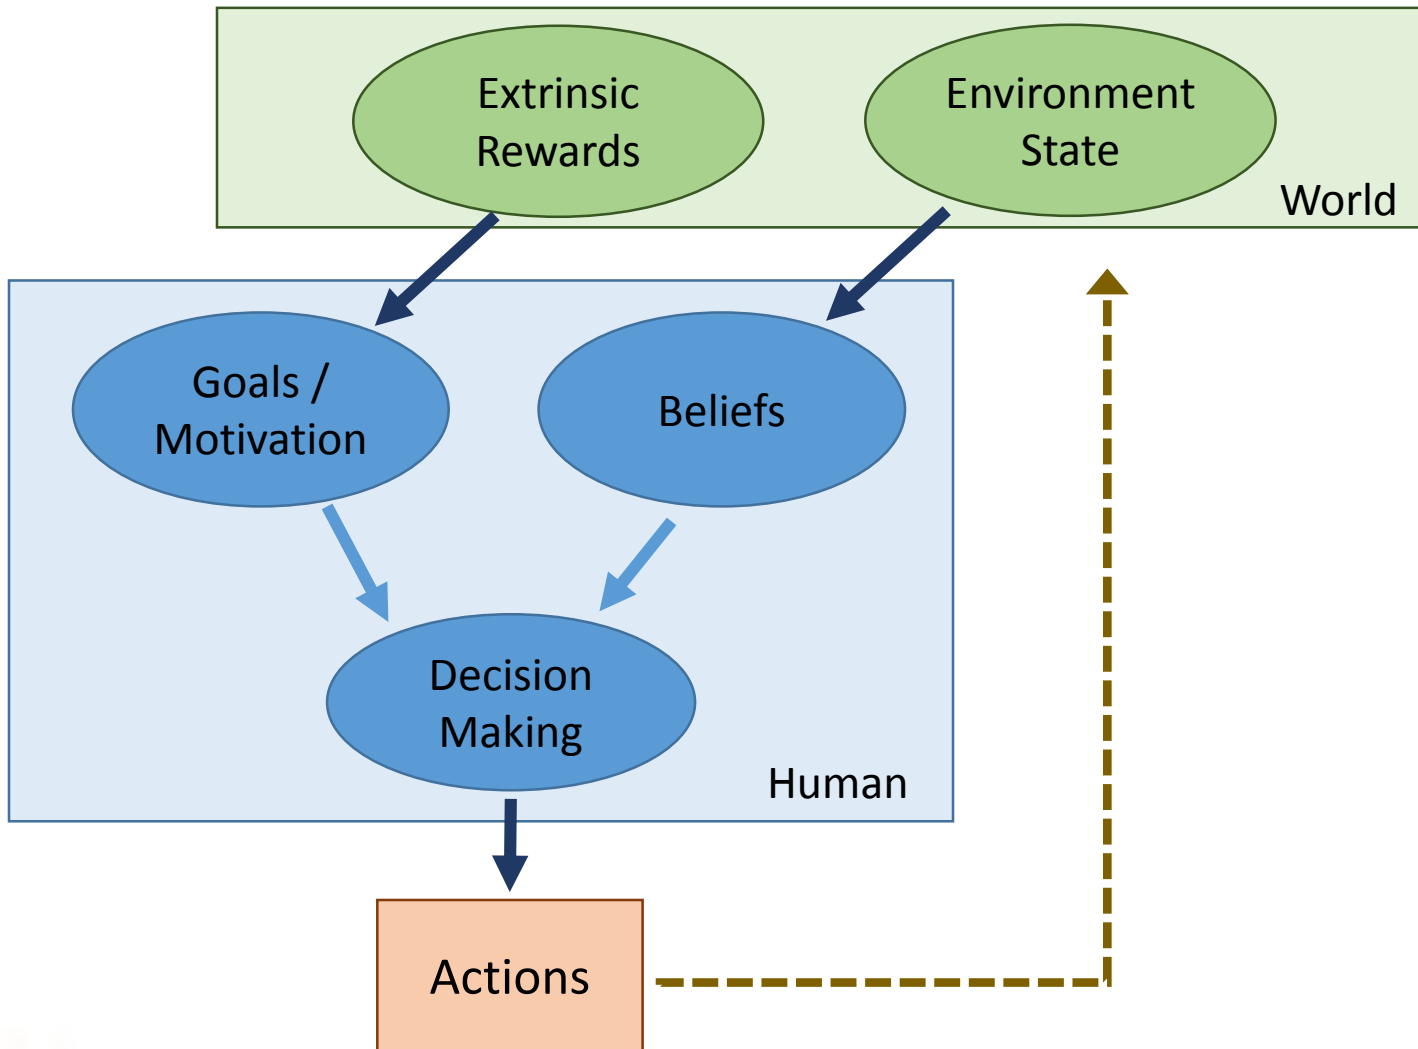 Extrinsic
Rewards
Environment
State
World
Goals /
Motivation
Beliefs
Decision
Making
Human
Actions